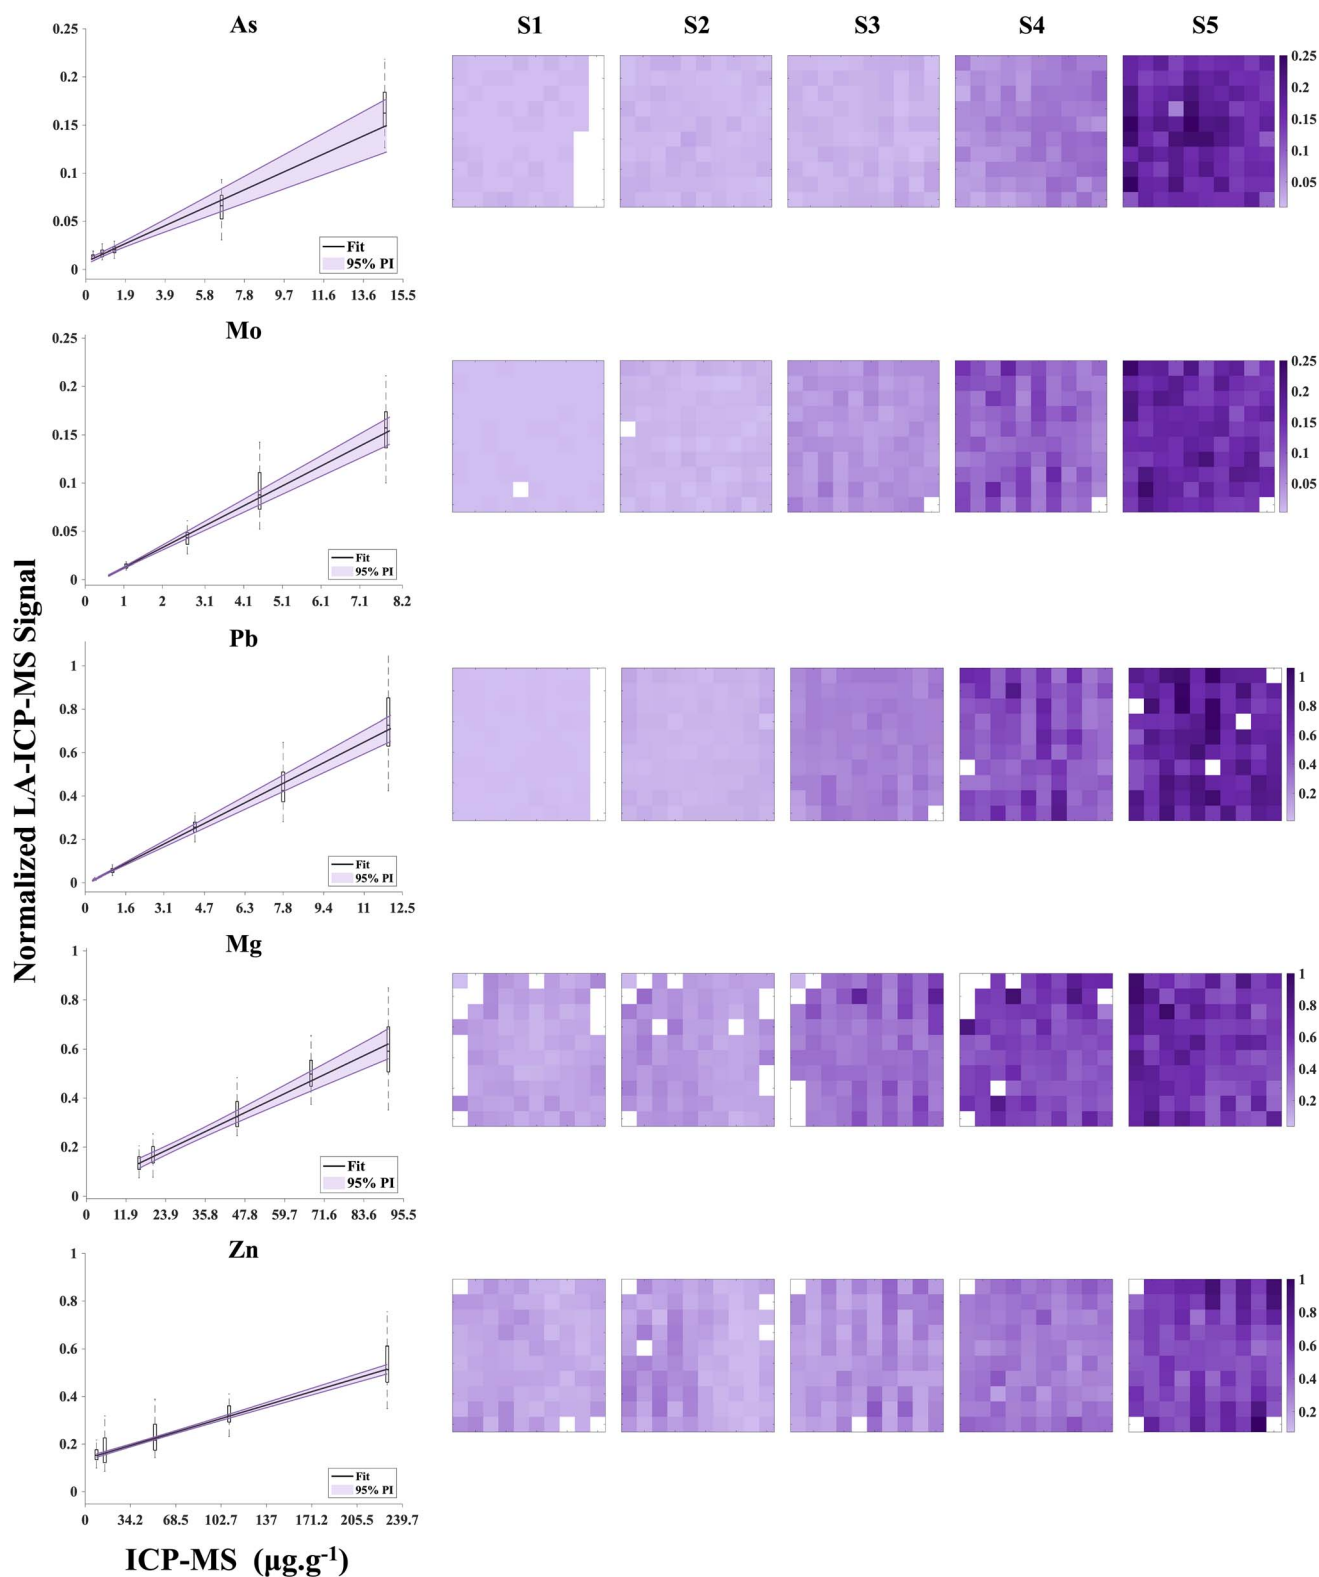 As S1 S2 S3 S4 S5
0.25
0.2
0.15
0.1
0.05
0
0 1.9 3.9 5.8 7.8 9.7 11.6 13.6 15.5
Fit
95% PI
0.25
0.2
0.15
0.1
0.05
Mo
0.25
0.2
0.15
0.1
0.05
0
0 1 2 3.1 4.1 5.1 6.1 7.1 8.2
Fit
95% PI
0.25
0.2
0.15
0.1
0.05
Normalized LA-ICP-MS Signal
Pb
1
0.8
0.6
0.4
0.2
0
0 1.6 3.1 4.7 6.3 7.8 9.4 11 12.5
Fit
95% PI
1
0.8
0.6
0.4
0.2
Mg
1
0.8
0.6
0.4
0.2
0
0 11.9 23.9 35.8 47.8 59.7 71.6 83.6 95.5
Fit
95% PI
1
0.8
0.6
0.4
0.2
Zn
1
0.8
0.6
0.4
0.2
0
0 34.2 68.5 102.7 137 171.2 205.5 239.7
Fit
95% PI
1
0.8
0.6
0.4
0.2
ICP-MS (µg.g⁻¹)